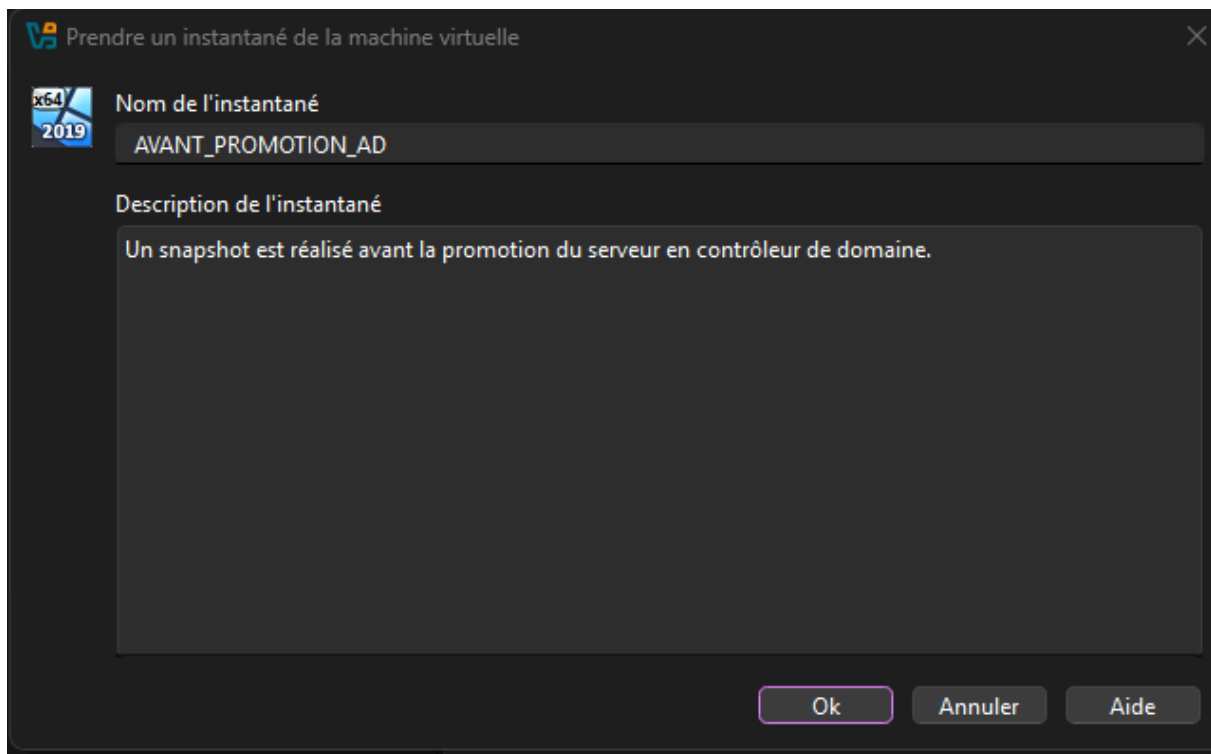 Prendre un instantané de la machine virtuelle
x64
2019
Nom de l'instantané
AVANT_PROMOTION_AD
Description de l'instantané
Un snapshot est réalisé avant la promotion du serveur en contrôleur de domaine.
Ok Annuler Aide